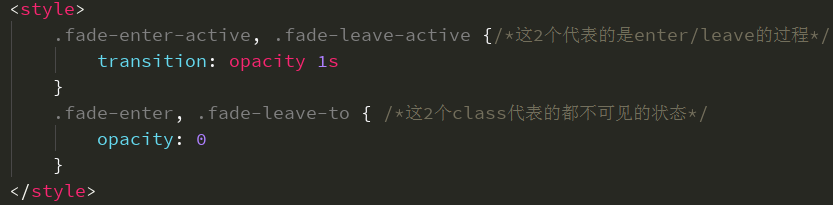 <style>
.fade-enter-active, .fade-leave-active {/*这2个代表的是enter/leave的过程*/
transition: opacity 1s
}
.fade-enter, .fade-leave-to { /*这2个class代表的都不可见的状态*/
opacity: 0
}
</style>